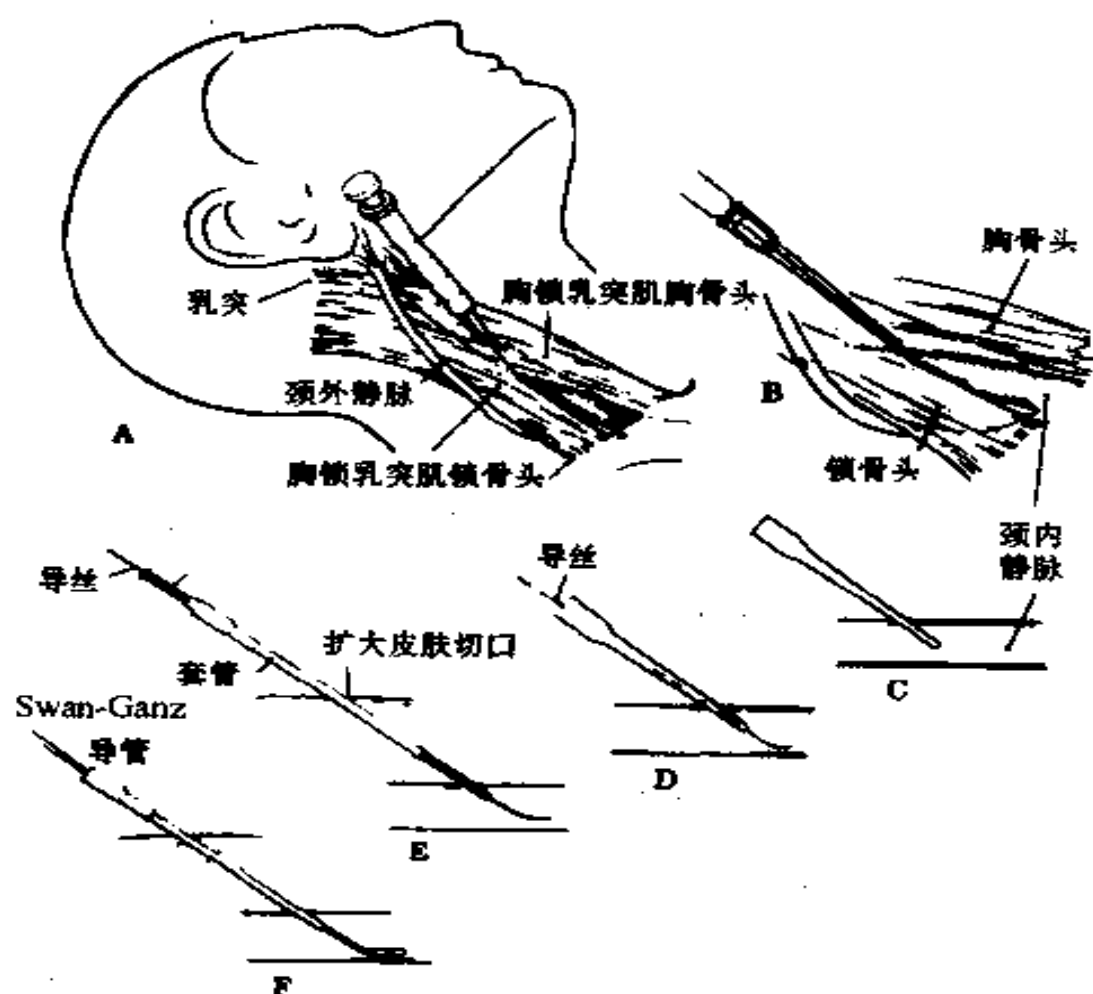 乳突
胸锁乳突肌胸骨头
颈外静脉
A
胸锁乳突肌锁骨头
胸骨头
B
锁骨头
颈内
静脉
C
导丝
D
导丝
扩大皮肤切口
套管
E
Swan-Ganz
导管
F